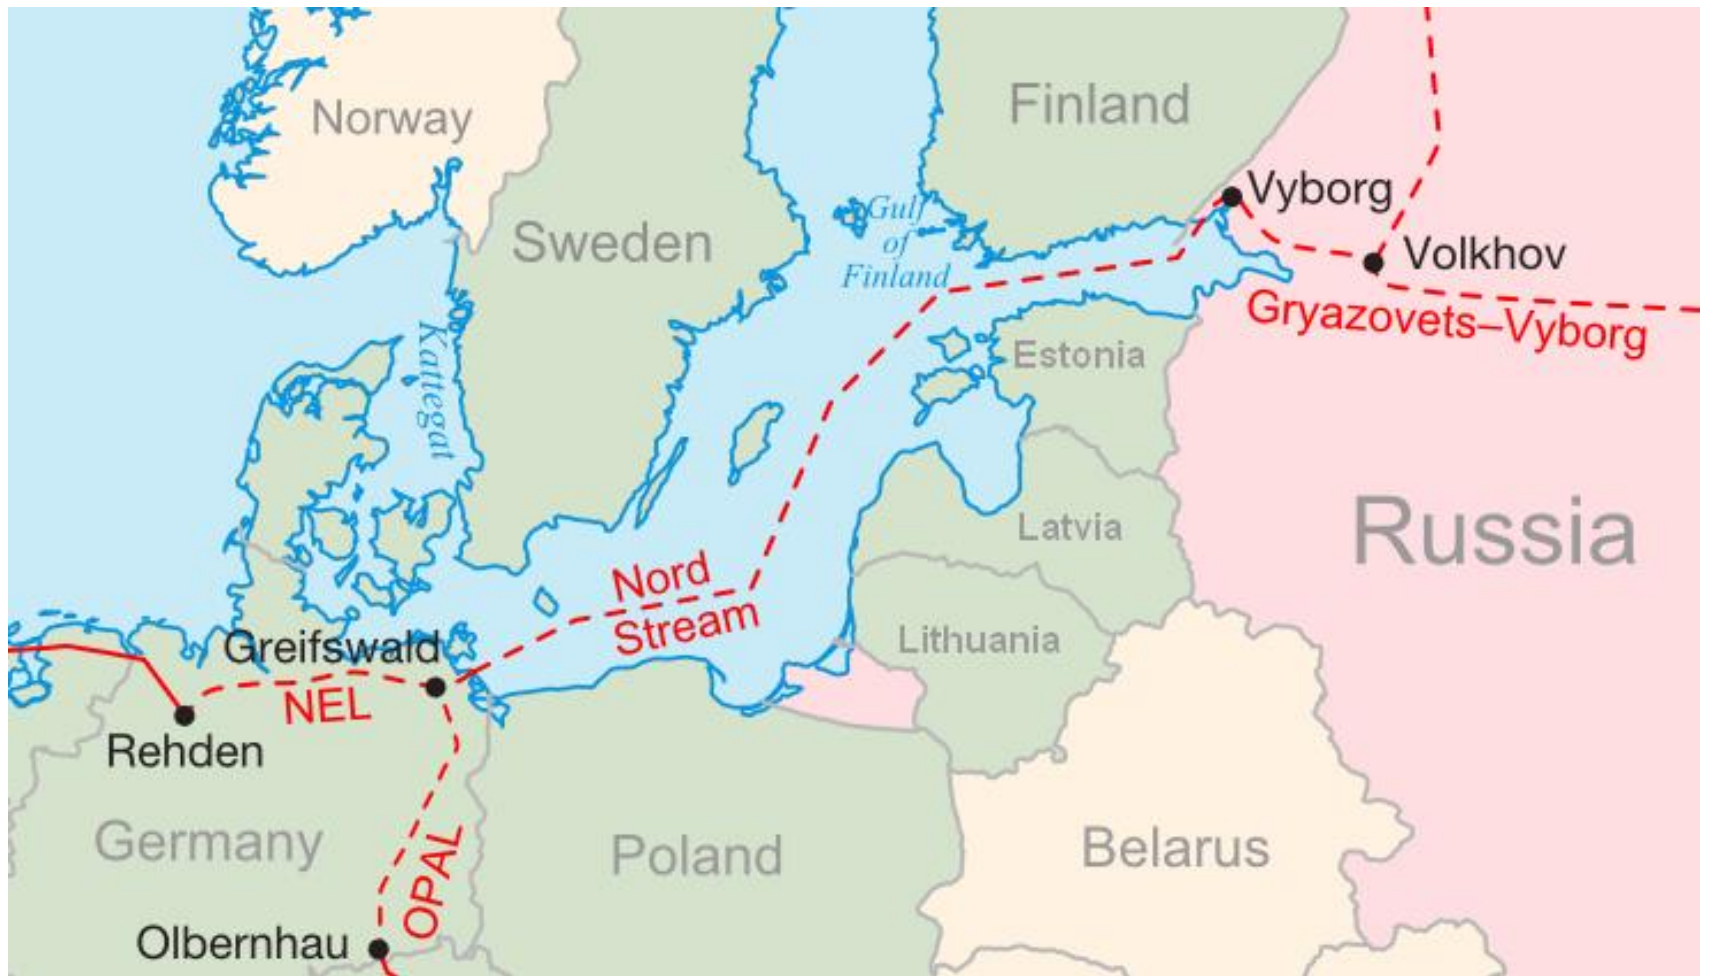 Norway
Finland
Vyborg
Gulf
of
Finland
Sweden
Volkhov
Gryazovets–Vyborg
Kattegat
Estonia
Russia
Latvia
Nord
Stream
Lithuania
Greifswald
NEL
Rehden
Germany
OPAL
Poland
Belarus
Olbernhau